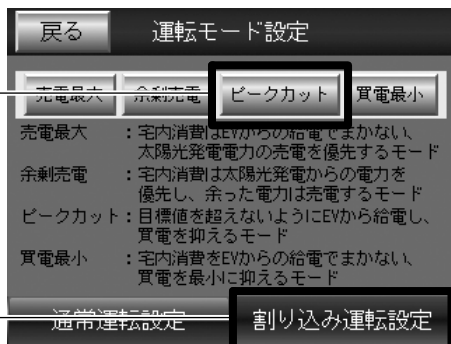 戻る 運転モード設定
売電最大 余剰売電 ピークカット 買電最小
売電最大 :宅内消費はEVからの給電でまかない、
太陽光発電電力の売電を優先するモード
余剰売電 :宅内消費は太陽光発電からの電力を
優先し、余った電力は売電するモード
ピークカット:目標値を超えないようにEVから給電し、
買電を抑えるモード
買電最小 :宅内消費をEVからの給電でまかない、
買電を最小に抑えるモード
通常運転設定 割り込み運転設定